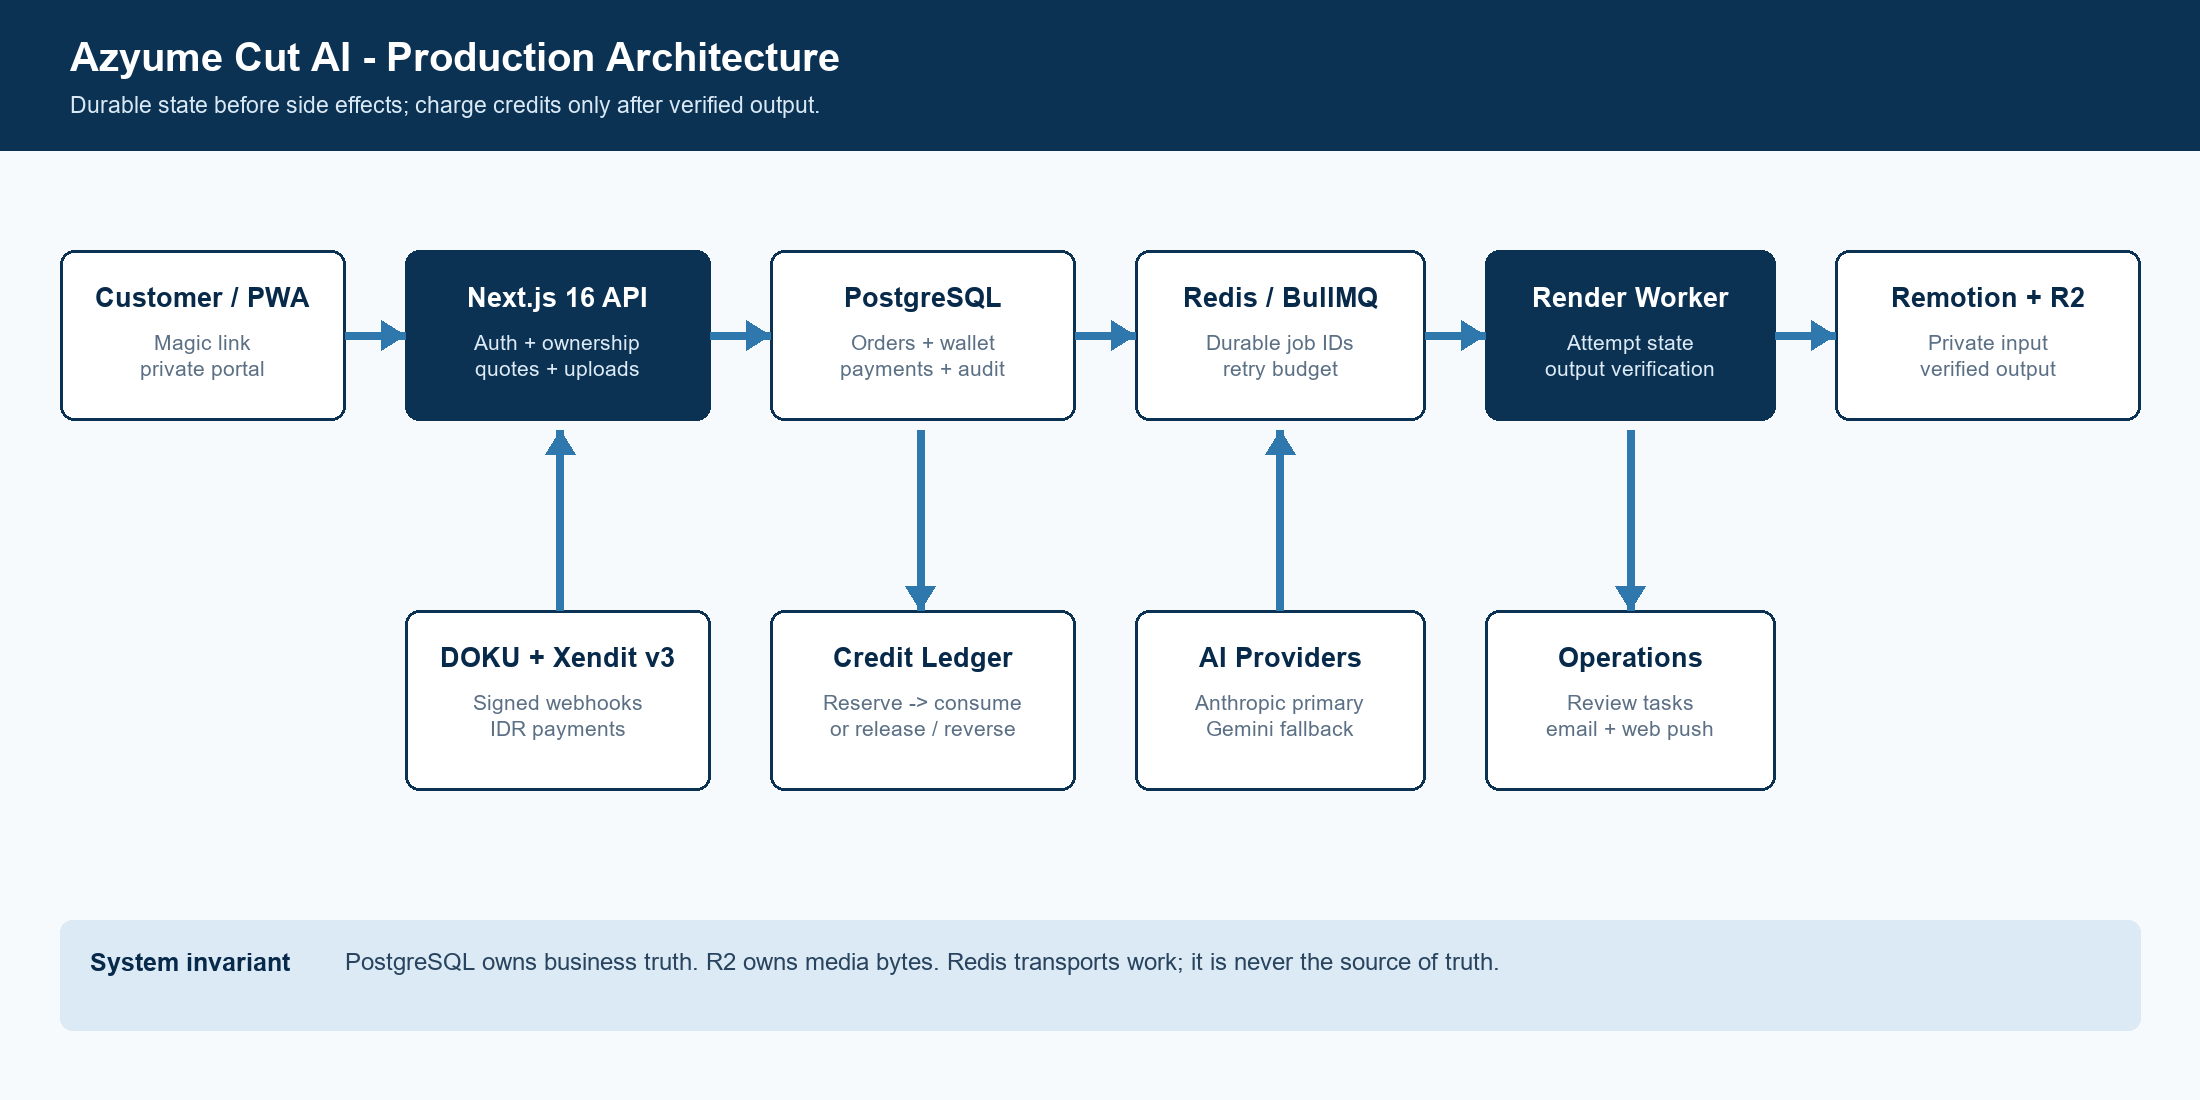 Azyume Cut AI - Production Architecture
Durable state before side effects; charge credits only after verified output.
Customer / PWA
Magic link
private portal
Next.js 16 API
Auth + ownership
quotes + uploads
PostgreSQL
Orders + wallet
payments + audit
Redis / BullMQ
Durable job IDs
retry budget
Render Worker
Attempt state
output verification
Remotion + R2
Private input
verified output
DOKU + Xendit v3
Signed webhooks
IDR payments
Credit Ledger
Reserve -> consume
or release / reverse
AI Providers
Anthropic primary
Gemini fallback
Operations
Review tasks
email + web push
System invariant PostgreSQL owns business truth. R2 owns media bytes. Redis transports work; it is never the source of truth.